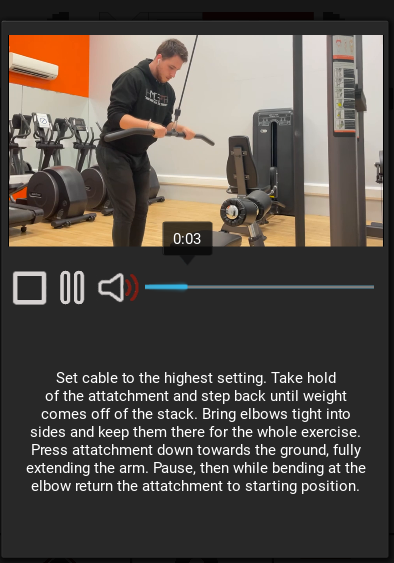 0:03
Set cable to the highest setting. Take hold
of the attatchment and step back until weight
comes off of the stack. Bring elbows tight into
sides and keep them there for the whole exercise.
Press attatchment down towards the ground, fully
extending the arm. Pause, then while bending at the
elbow return the attatchment to starting position.